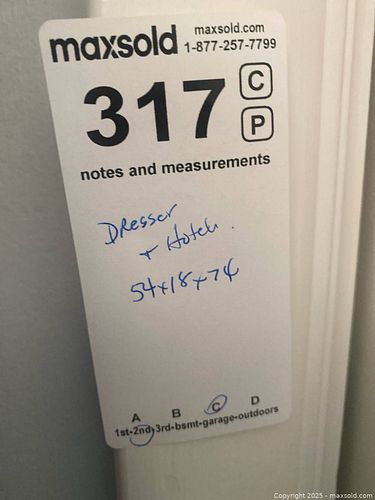 maxsold
maxsold.com
1-877-257-7799
317
C
P
notes and measurements
Dresser
+ Hotch.
54x18x74
A B C D
1st-2nd-3rd-bsmt-garage-outdoors
Copyright 2025 - maxsold.com